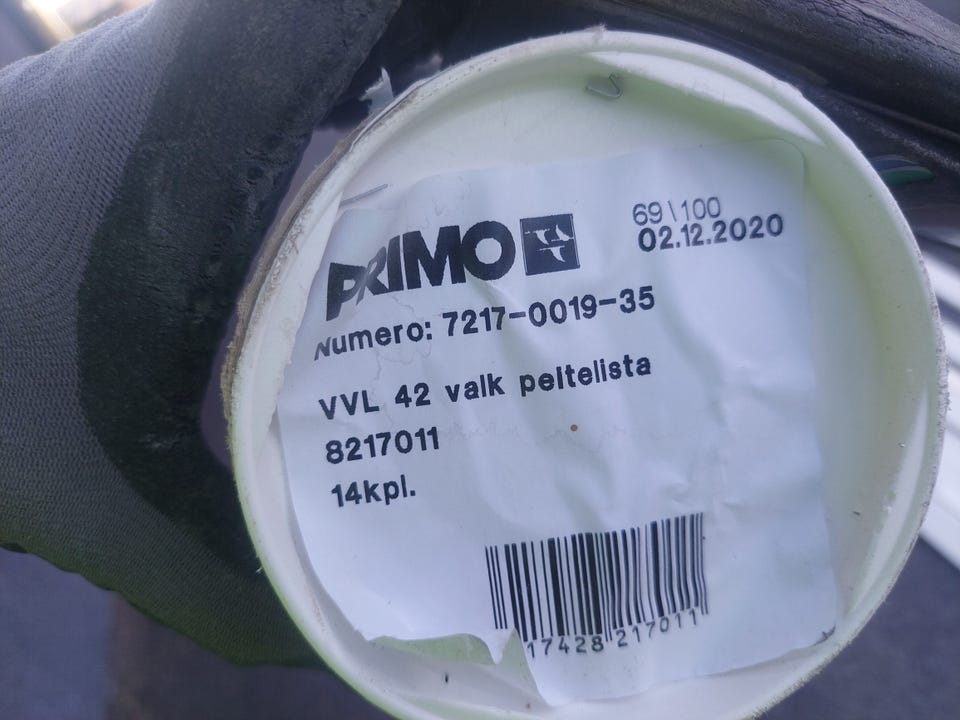 PRIMO
69\100
02.12.2020
Numero: 7217-0019-35
VVL 42 valk peltelista
8217011
14kpl.
17428 217011